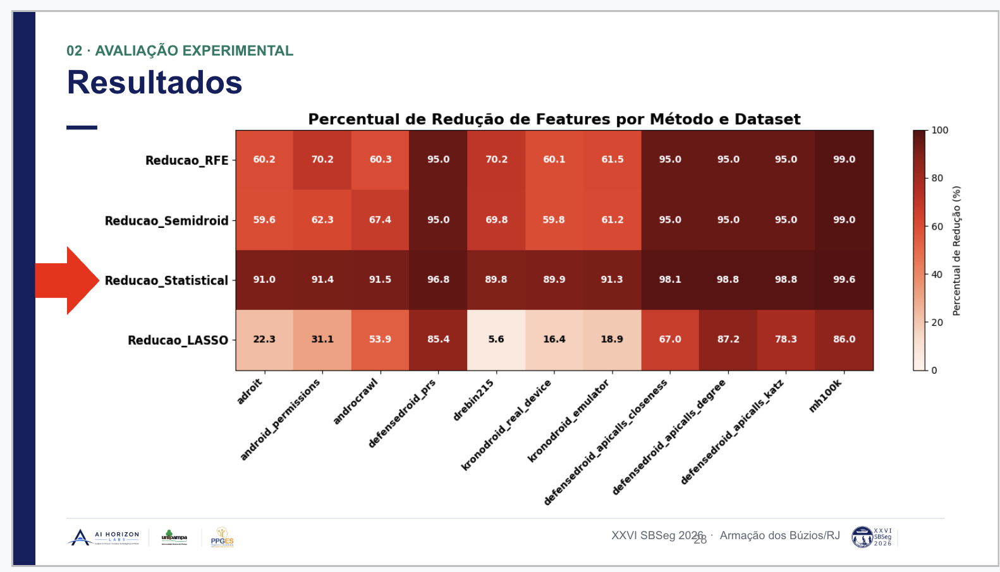 02 · AVALIAÇÃO EXPERIMENTAL
Resultados
Percentual de Redução de Features por Método e Dataset
Reducao_RFE 60.2 70.2 60.3 95.0 70.2 60.1 61.5 95.0 95.0 95.0 99.0
Reducao_Semidroid 59.6 62.3 67.4 95.0 69.8 59.8 61.2 95.0 95.0 95.0 99.0
Reducao_Statistical 91.0 91.4 91.5 96.8 89.8 89.9 91.3 98.1 98.8 98.8 99.6
Reducao_LASSO 22.3 31.1 53.9 85.4 5.6 16.4 18.9 67.0 87.2 78.3 86.0
adroit
android_permissions
androcrawl
defensedroid_prs
drebin215
kronodroid_real_device
kronodroid_emulator
defensedroid_apicalls_closeness
defensedroid_apicalls_degree
defensedroid_apicalls_katz
mh100k
100
80
60
40
20
0
Percentual de Redução (%)
AI HORIZON
LABS
unipampa
PPGES
XXVI SBSeg 2026 · Armação dos Búzios/RJ
28
XXVI
SBSeg
2026